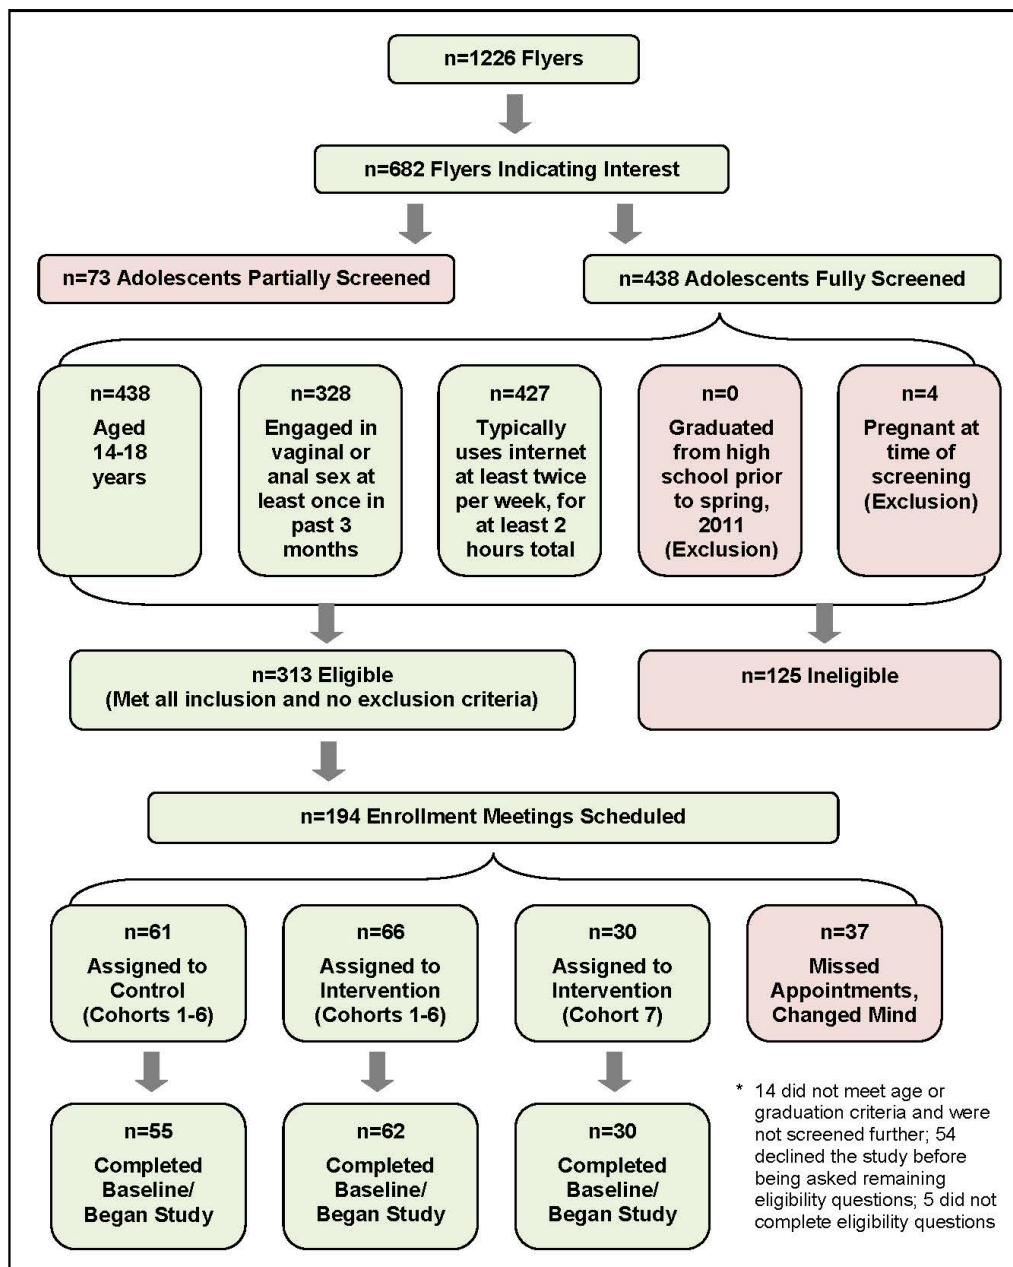 n=1226 Flyers
n=682 Flyers Indicating Interest
n=73 Adolescents Partially Screened
n=438 Adolescents Fully Screened
n=438
Aged
14-18
years
n=328
Engaged in
vaginal or
anal sex at
least once in
past 3
months
n=427
Typically
uses internet
at least twice
per week, for
at least 2
hours total
n=0
Graduated
from high
school prior
to spring,
2011
(Exclusion)
n=4
Pregnant at
time of
screening
(Exclusion)
n=313 Eligible
(Met all inclusion and no exclusion criteria)
n=125 Ineligible
n=194 Enrollment Meetings Scheduled
n=61
Assigned to
Control
(Cohorts 1-6)
n=66
Assigned to
Intervention
(Cohorts 1-6)
n=30
Assigned to
Intervention
(Cohort 7)
n=37
Missed
Appointments,
Changed Mind
n=55
Completed
Baseline/
Began Study
n=62
Completed
Baseline/
Began Study
n=30
Completed
Baseline/
Began Study
* 14 did not meet age or
graduation criteria and were
not screened further; 54
declined the study before
being asked remaining
eligibility questions; 5 did not
complete eligibility questions